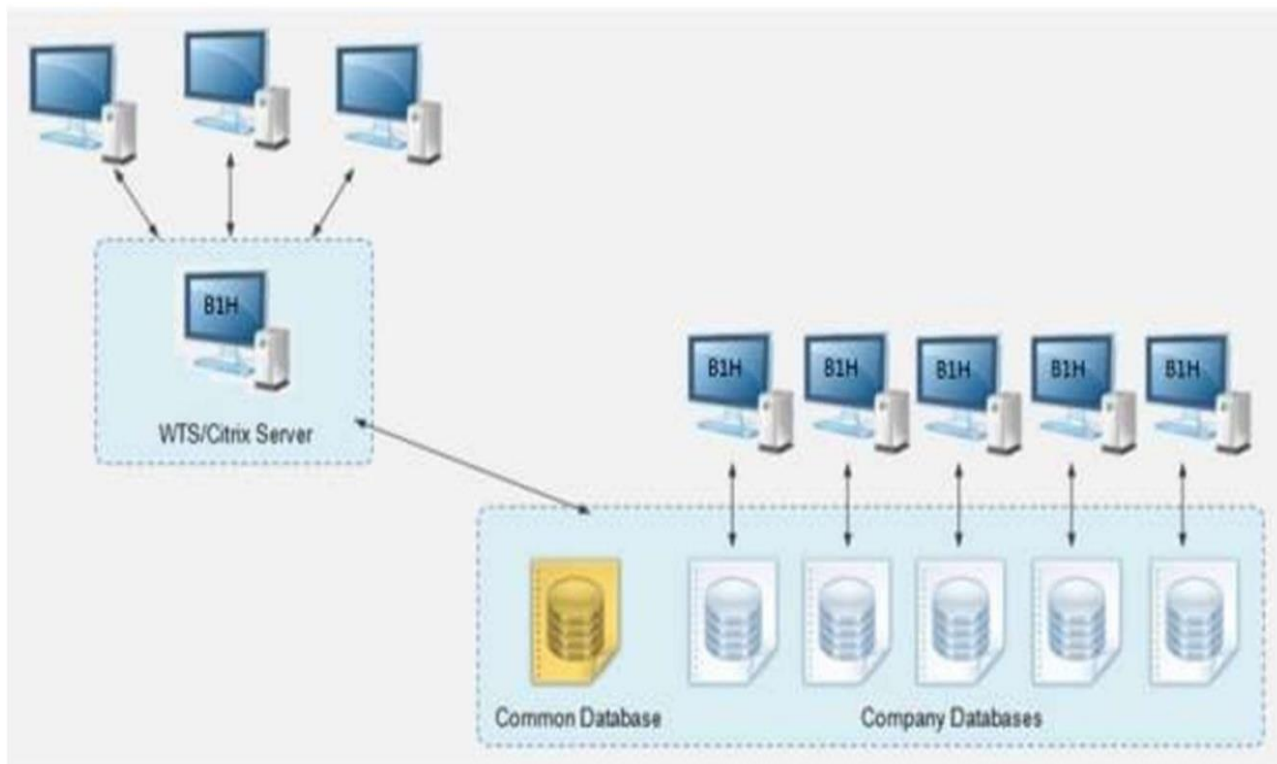 B1H
WTS/Citrix Server
B1H
B1H
B1H
B1H
B1H
Common Database
Company Databases